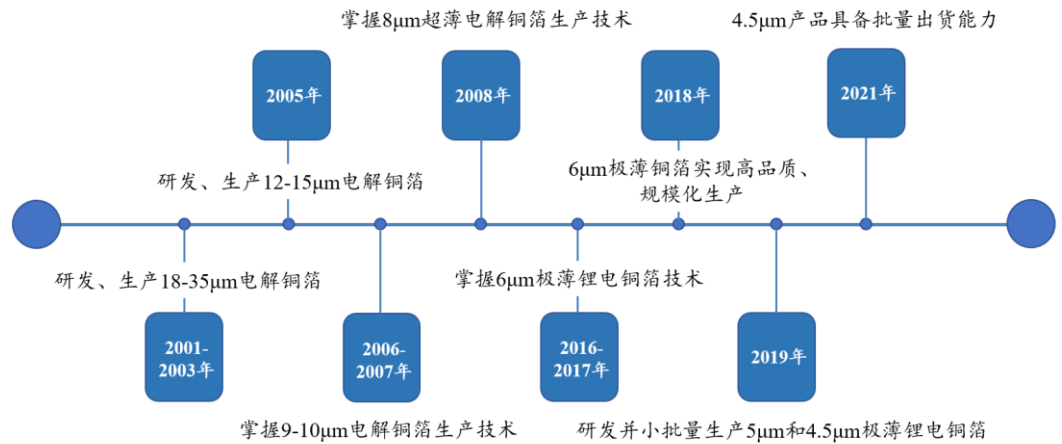 掌握8μm超薄电解铜箔生产技术
4.5μm产品具备批量出货能力
2005年
2008年
2018年
2021年
研发、生产12-15μm电解铜箔
6μm极薄铜箔实现高品质、
规模化生产
研发、生产18-35μm电解铜箔
掌握6μm极薄锂电铜箔技术
2001-
2003年
2006-
2007年
2016-
2017年
2019年
掌握9-10μm电解铜箔生产技术
研发并小批量生产5μm和4.5μm极薄锂电铜箔